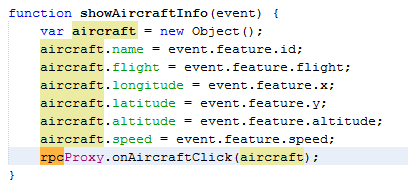 function showAircraftInfo(event) {
    var aircraft = new Object();
    aircraft.name = event.feature.id;
    aircraft.flight = event.feature.flight;
    aircraft.longitude = event.feature.x;
    aircraft.latitude = event.feature.y;
    aircraft.altitude = event.feature.altitude;
    aircraft.speed = event.feature.speed;
    rpcProxy.onAircraftClick(aircraft);
}